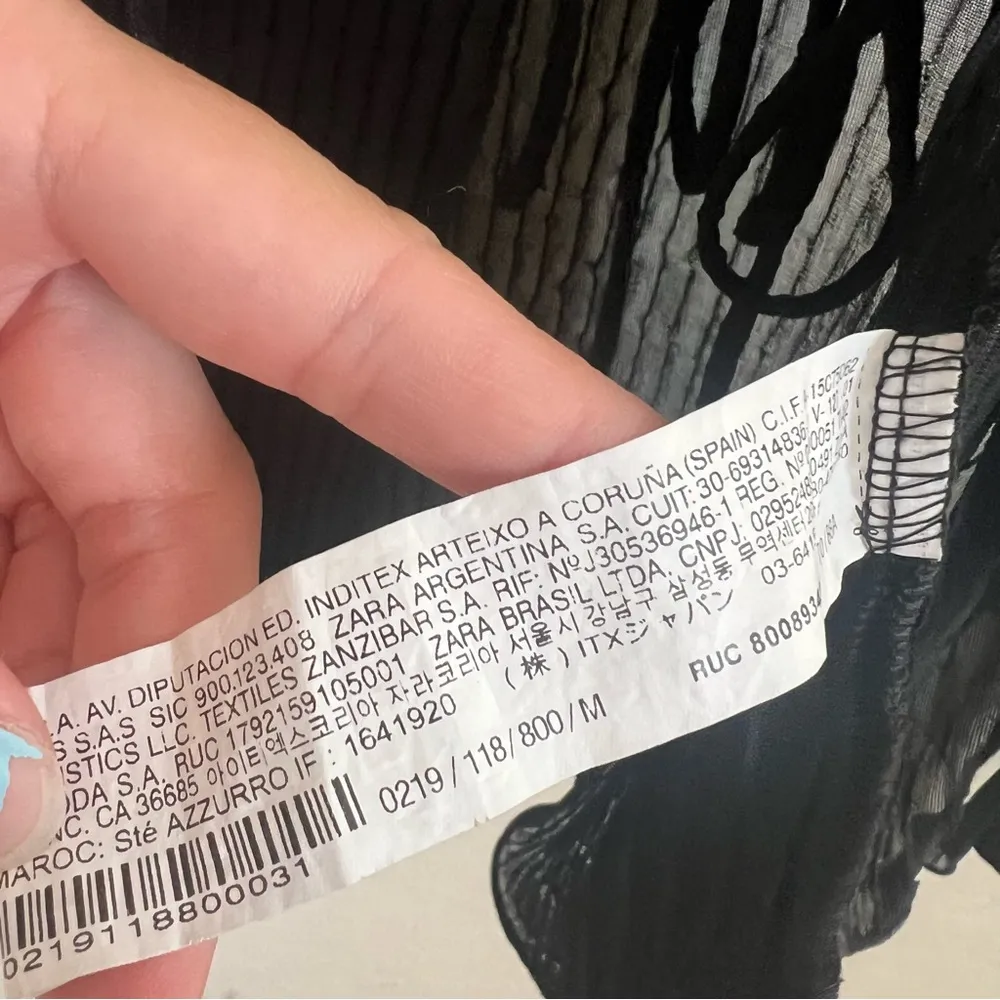 A. AV. DIPUTACION ED. INDITEX ARTEIXO A CORUÑA (SPAIN) C.I.F.
S S.A.S SIC 900.123.408 ZARA ARGENTINA S.A. CUIT: 30-69314836
STICS LLC. TEXTILES ZANZIBAR S.A. RIF: Nº J30536946-1 REG. Nº
ODA S.A. RUC 1792159105001 ZARA BRASIL LTDA. CNPJ:
NC. CA 36685 아이티엑스코리아 자라코리아 서울시 강남구 삼성동 무역센터
MAROC: Sté AZZURRO IF : 1641920 (株) ITXジャパン 03-641
0219/118/800/M RUC 8008934
0219118800031